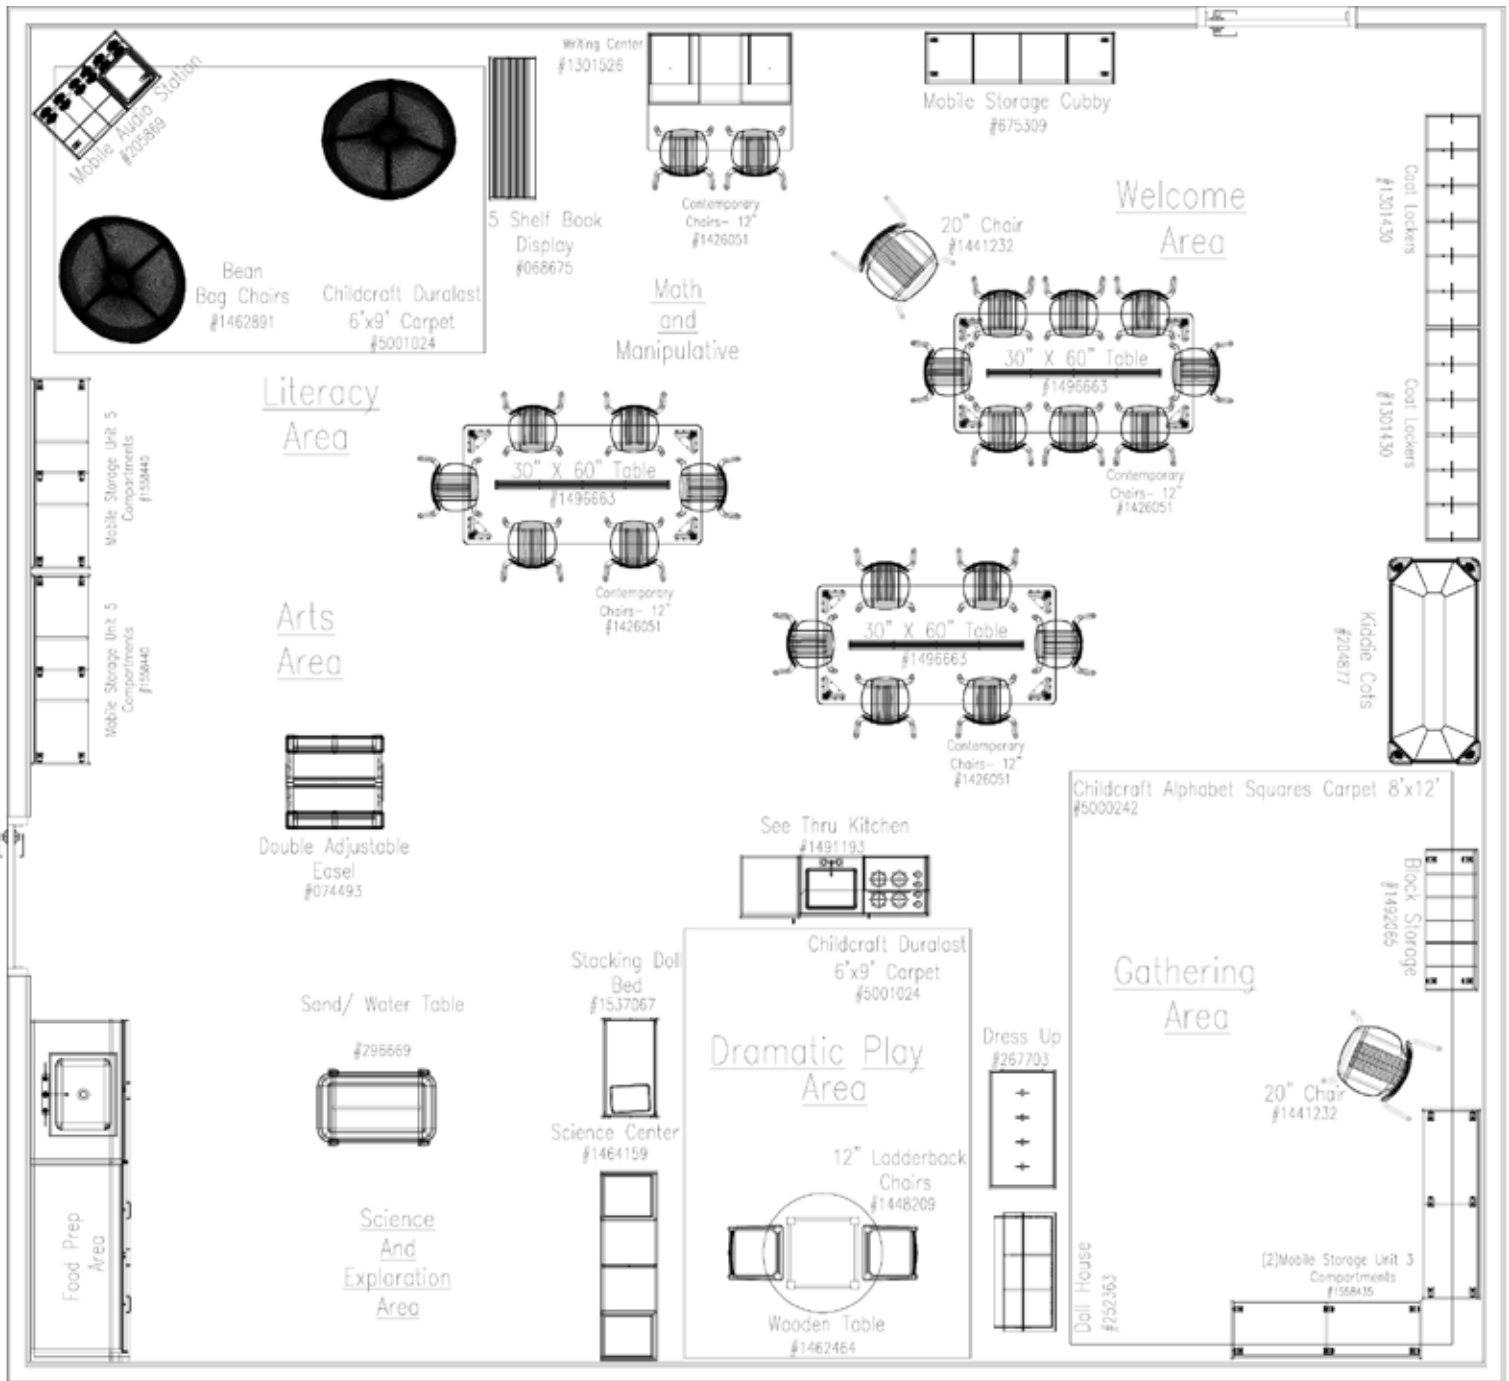 Mobile Audio Station
#205869
Bean
Bag Chairs
#1462891
Childcraft Duralast
6'x9' Carpet
#5001024
5 Shelf Book
Display
#068675
Writing Center
#1301526
Contemporary
Chairs- 12"
#1426051
Mobile Storage Cubby
#675309
Welcome
Area
20" Chair
#1441232
Coat Lockers
#1301430
Coat Lockers
#1301430
Math
and
Manipulative
30" X 60" Table
#1496663
Contemporary
Chairs- 12"
#1426051
Literacy
Area
Mobile Storage Unit 5
Compartments
#1558440
30" X 60" Table
#1496663
Contemporary
Chairs- 12"
#1426051
Arts
Area
Mobile Storage Unit 5
Compartments
#1558440
30" X 60" Table
#1496663
Contemporary
Chairs- 12"
#1426051
Kiddie Cots
#204877
Double Adjustable
Easel
#074493
See Thru Kitchen
#1491193
Childcraft Alphabet Squares Carpet 8'x12'
#5000242
Block Storage
#1492065
Gathering
Area
Childcraft Duralast
6'x9' Carpet
#5001024
Stacking Doll
Bed
#1537067
Sand/ Water Table
#296669
Dramatic Play
Area
Dress Up
#267703
20" Chair
#1441232
Science Center
#1464159
12" Ladderback
Chairs
#1448209
Food Prep
Area
Science
And
Exploration
Area
Wooden Table
#1462464
Doll House
#252363
(2)Mobile Storage Unit 3
Compartments
#1558435